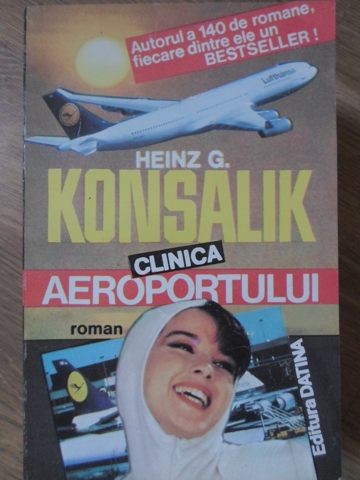 Autorul a 140 de romane,
fiecare dintre ele un
BESTSELLER !
Lufthansa
HEINZ G.
KONSALIK
CLINICA
AEROPORTULUI
roman
Editura DATINA